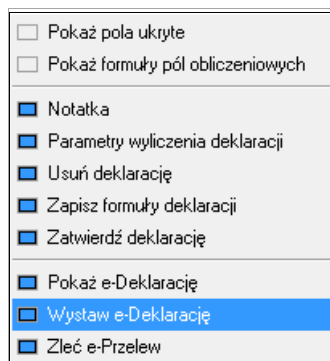 Pokaż pola ukryte
Pokaż formuły pól obliczeniowych
Notatka
Parametry wyliczenia deklaracji
Usuń deklarację
Zapisz formuły deklaracji
Zatwierdź deklarację
Pokaż e-Deklarację
Wystaw e-Deklarację
Zleć e-Przelew